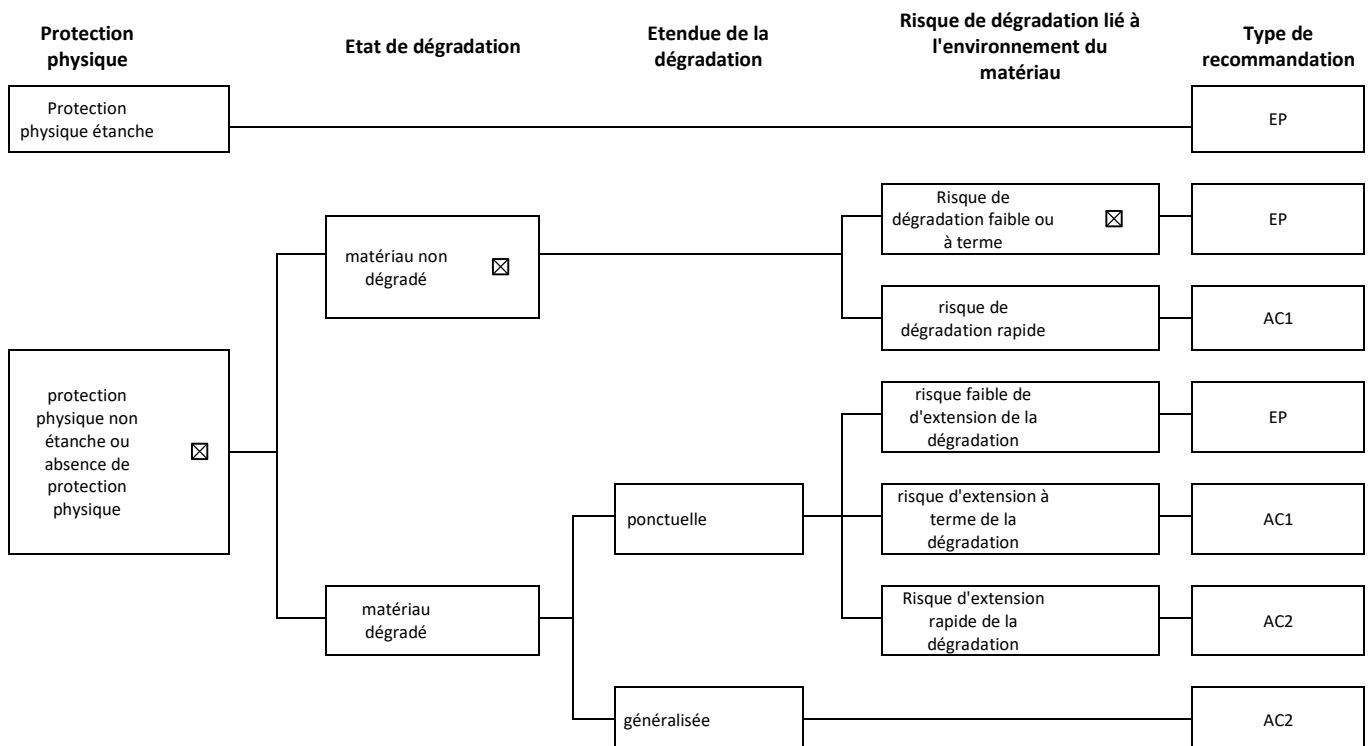 Protection
physique
Etat de dégradation
Etendue de la
dégradation
Risque de dégradation lié à
l'environnement du
matériau
Type de
recommandation
Protection
physique étanche
EP
Risque de
dégradation faible ou
à terme
EP
matériau non
dégradé
risque de
dégradation rapide
AC1
protection
physique non
étanche ou
absence de
protection
physique
risque faible de
d'extension de la
dégradation
EP
ponctuelle
risque d'extension à
terme de la
dégradation
AC1
matériau
dégradé
Risque d'extension
rapide de la
dégradation
AC2
généralisée
AC2